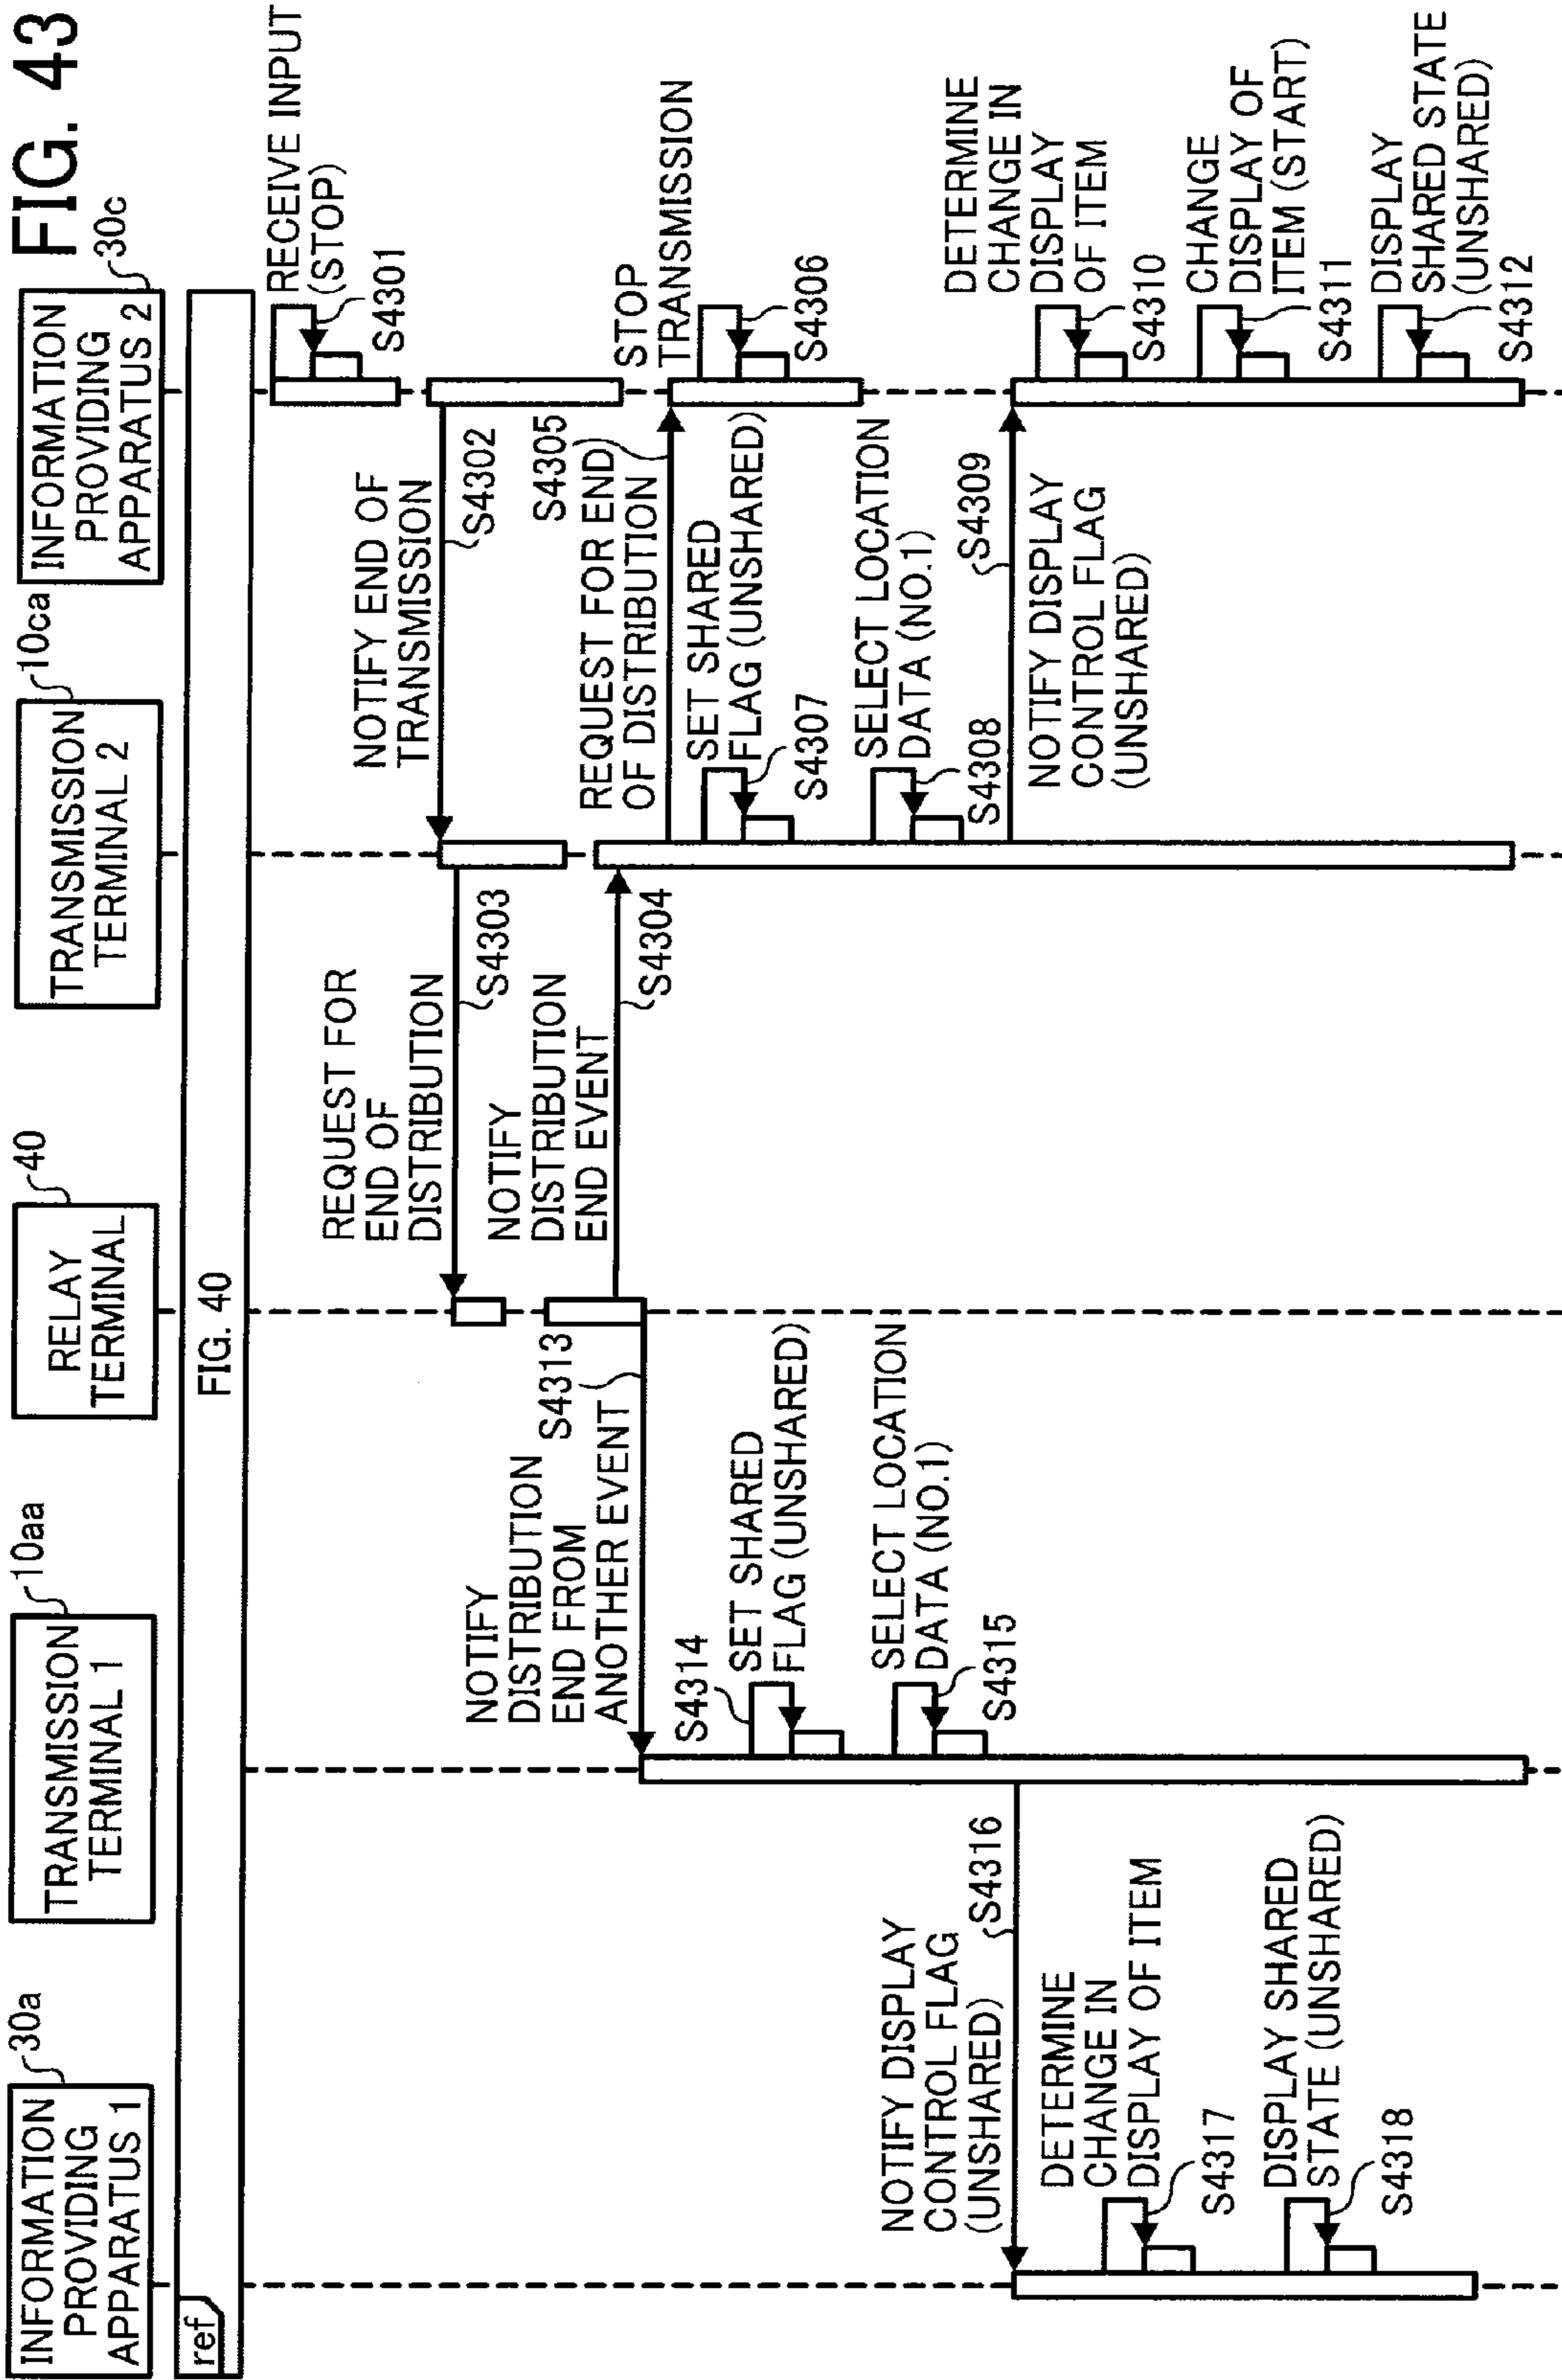 FIG. 43
INFORMATION
PROVIDING
APPARATUS 1
30a
TRANSMISSION
TERMINAL 1
10aa
RELAY
TERMINAL
40
TRANSMISSION
TERMINAL 2
10ca
INFORMATION
PROVIDING
APPARATUS 2
30c
ref
FIG. 40
RECEIVE INPUT
(STOP)
S4301
NOTIFY END OF
TRANSMISSION
S4302
REQUEST FOR
END OF
DISTRIBUTION
S4303
NOTIFY
DISTRIBUTION
END EVENT
S4304
REQUEST FOR END
OF DISTRIBUTION
S4305
STOP
TRANSMISSION
S4306
SET SHARED
FLAG (UNSHARED)
S4307
SELECT LOCATION
DATA (NO.1)
S4308
S4309
NOTIFY DISPLAY
CONTROL FLAG
(UNSHARED)
DETERMINE
CHANGE IN
DISPLAY
OF ITEM
S4310
CHANGE
DISPLAY OF
ITEM (START)
S4311
DISPLAY
SHARED STATE
(UNSHARED)
S4312
NOTIFY
DISTRIBUTION
END FROM
ANOTHER EVENT
S4313
S4314
SET SHARED
FLAG (UNSHARED)
SELECT LOCATION
DATA (NO.1)
S4315
NOTIFY DISPLAY
CONTROL FLAG
(UNSHARED)
S4316
DETERMINE
CHANGE IN
DISPLAY OF ITEM
S4317
DISPLAY SHARED
STATE (UNSHARED)
S4318